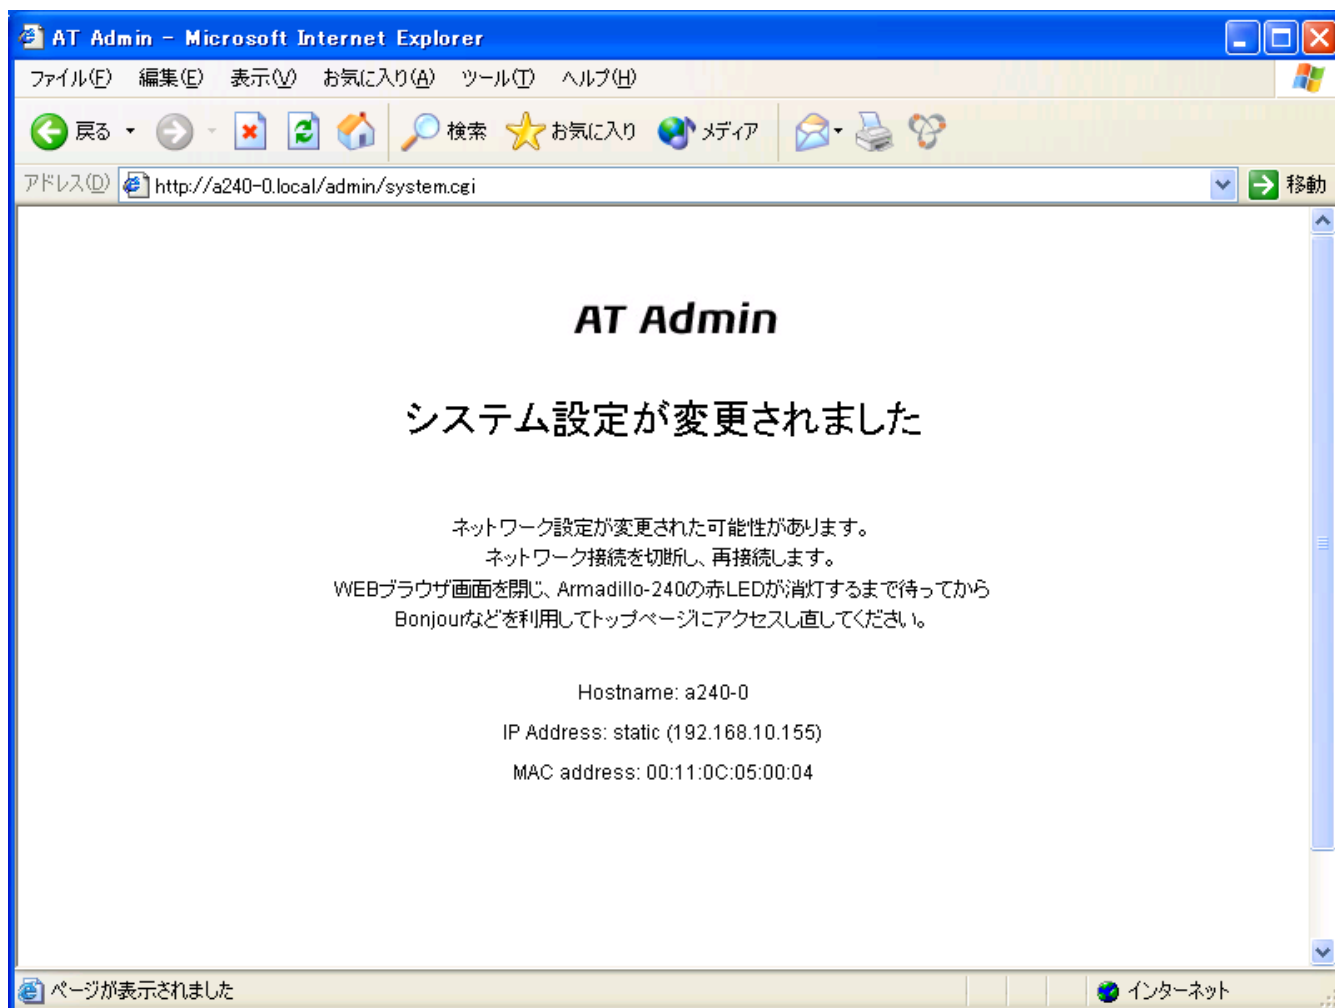 AT Admin - Microsoft Internet Explorer
ファイル(F) 編集(E) 表示(V) お気に入り(A) ツール(T) ヘルプ(H)
戻る 検索 お気に入り メディア
アドレス(D) http://a240-0.local/admin/system.cgi 移動
AT Admin
システム設定が変更されました
ネットワーク設定が変更された可能性があります。
ネットワーク接続を切断し、再接続します。
WEBブラウザ画面を閉じ、Armadillo-240の赤LEDが消灯するまで待ってから
Bonjourなどを利用してトップページにアクセスし直してください。
Hostname: a240-0
IP Address: static (192.168.10.155)
MAC address: 00:11:0C:05:00:04
ページが表示されました インターネット